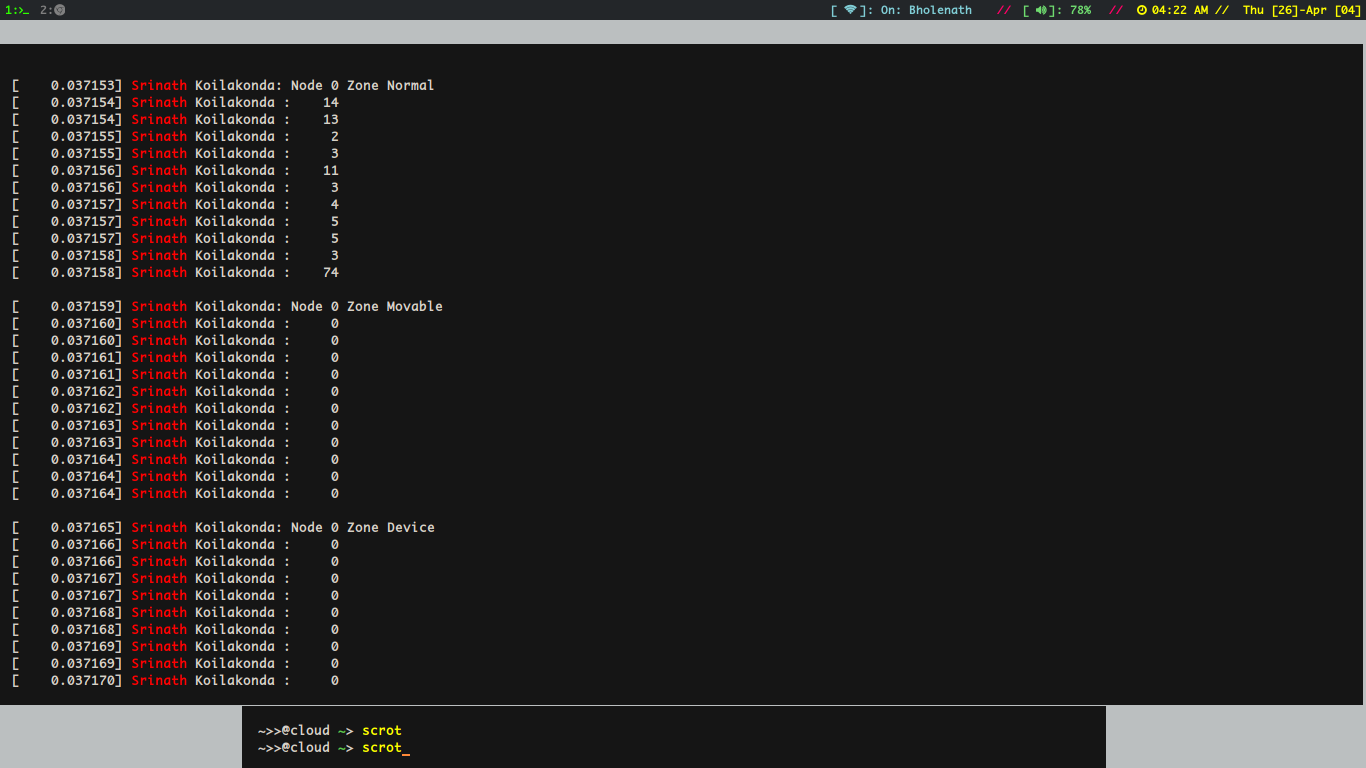 1:>_ 2: [ ]: On: Bholenath // [ ]: 78% // 04:22 AM // Thu [26]-Apr [04]
[    0.037153] Srinath Koilakonda: Node 0 Zone Normal
[    0.037154] Srinath Koilakonda :    14
[    0.037154] Srinath Koilakonda :    13
[    0.037155] Srinath Koilakonda :     2
[    0.037155] Srinath Koilakonda :     3
[    0.037156] Srinath Koilakonda :    11
[    0.037156] Srinath Koilakonda :     3
[    0.037157] Srinath Koilakonda :     4
[    0.037157] Srinath Koilakonda :     5
[    0.037157] Srinath Koilakonda :     5
[    0.037158] Srinath Koilakonda :     3
[    0.037158] Srinath Koilakonda :    74
[    0.037159] Srinath Koilakonda: Node 0 Zone Movable
[    0.037160] Srinath Koilakonda :     0
[    0.037160] Srinath Koilakonda :     0
[    0.037161] Srinath Koilakonda :     0
[    0.037161] Srinath Koilakonda :     0
[    0.037162] Srinath Koilakonda :     0
[    0.037162] Srinath Koilakonda :     0
[    0.037163] Srinath Koilakonda :     0
[    0.037163] Srinath Koilakonda :     0
[    0.037164] Srinath Koilakonda :     0
[    0.037164] Srinath Koilakonda :     0
[    0.037164] Srinath Koilakonda :     0
[    0.037165] Srinath Koilakonda: Node 0 Zone Device
[    0.037166] Srinath Koilakonda :     0
[    0.037166] Srinath Koilakonda :     0
[    0.037167] Srinath Koilakonda :     0
[    0.037167] Srinath Koilakonda :     0
[    0.037168] Srinath Koilakonda :     0
[    0.037168] Srinath Koilakonda :     0
[    0.037169] Srinath Koilakonda :     0
[    0.037169] Srinath Koilakonda :     0
[    0.037170] Srinath Koilakonda :     0
~>>@cloud ~> scrot
~>>@cloud ~> scrot_